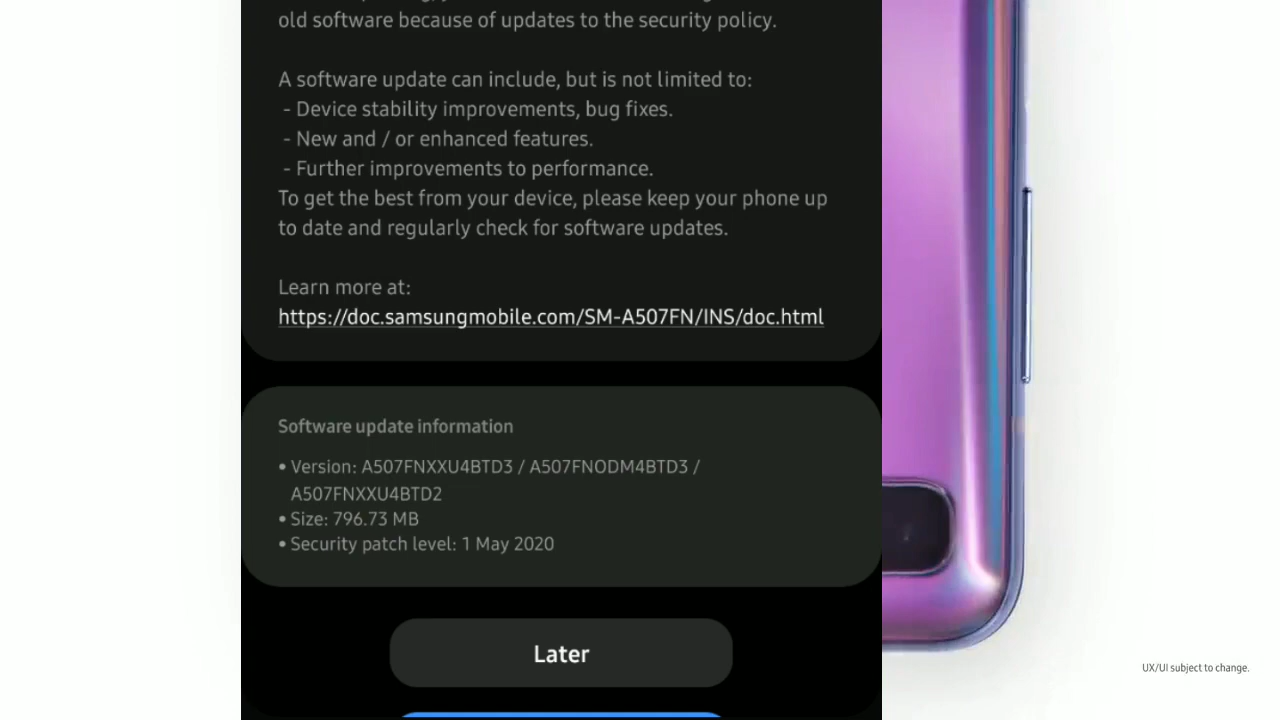 old software because of updates to the security policy.
A software update can include, but is not limited to:
- Device stability improvements, bug fixes.
- New and / or enhanced features.
- Further improvements to performance.
To get the best from your device, please keep your phone up
to date and regularly check for software updates.
Learn more at:
https://doc.samsungmobile.com/SM-A507FN/INS/doc.html
Software update information
• Version: A507FNXXU4BTD3 / A507FNODM4BTD3 /
A507FNXXU4BTD2
• Size: 796.73 MB
• Security patch level: 1 May 2020
Later
UX/UI subject to change.